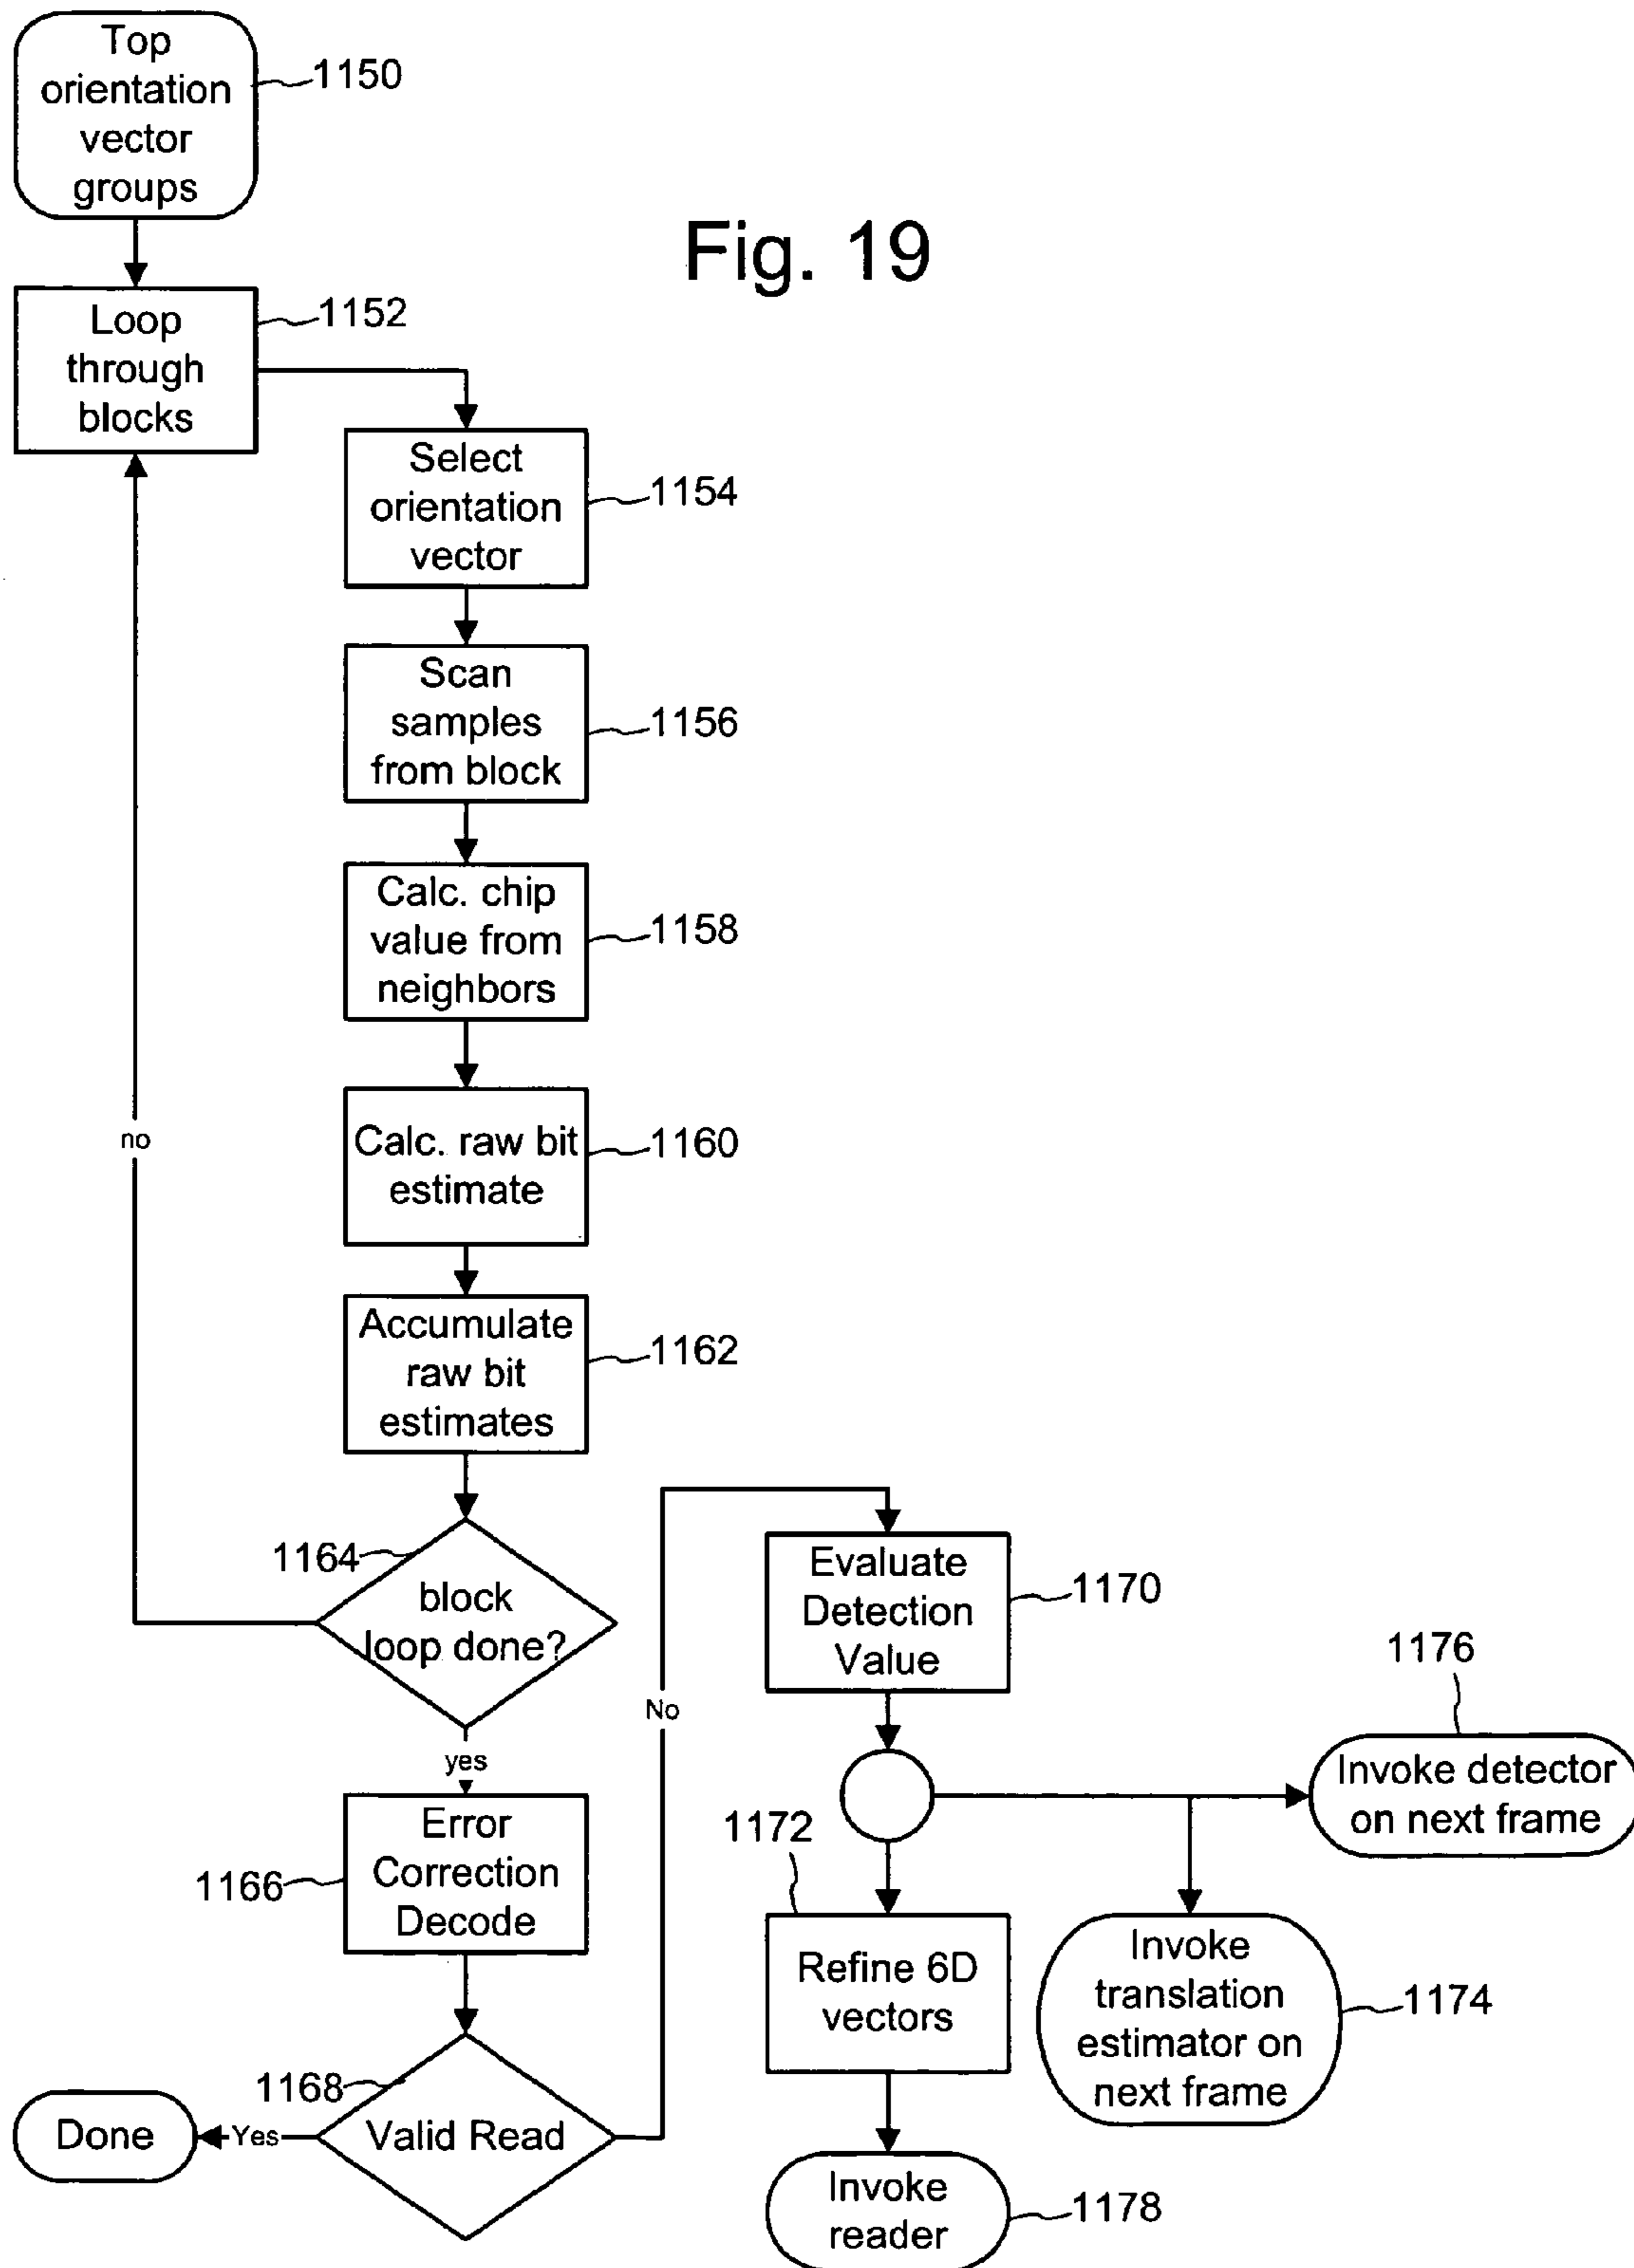 Top
orientation
vector
groups
1150
Fig. 19
Loop
through
blocks
1152
Select
orientation
vector
1154
Scan
samples
from block
1156
Calc. chip
value from
neighbors
1158
no
Calc. raw bit
estimate
1160
Accumulate
raw bit
estimates
1162
1164
block
loop done?
yes
Evaluate
Detection
Value
1170
No
1176
Invoke detector
on next frame
Error
Correction
Decode
1166
1172
Refine 6D
vectors
Invoke
translation
estimator on
next frame
1174
1168
Valid Read
Yes
Done
Invoke
reader
1178